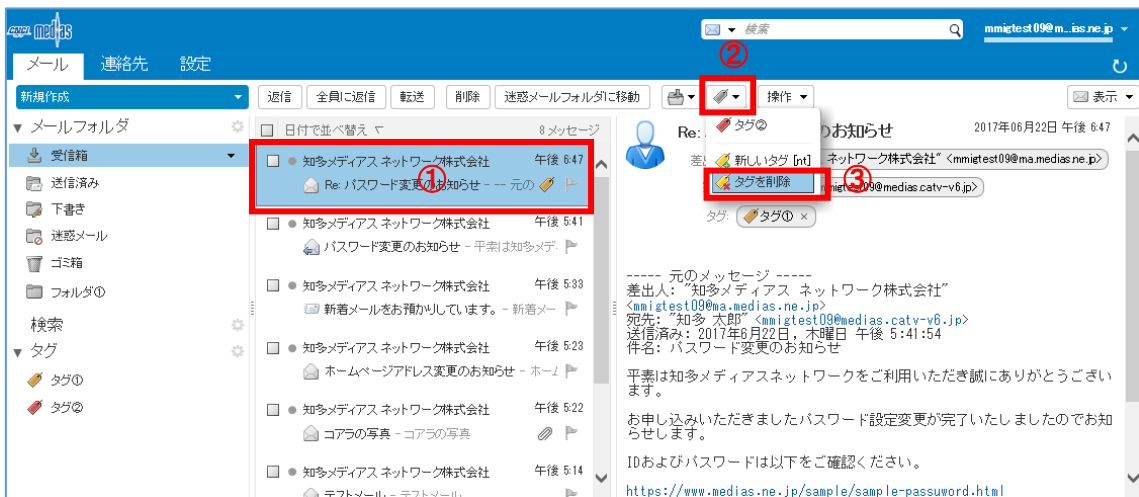 CNCI medias
検索
mmigtest09@m...ias.ne.jp
②
メール 連絡先 設定
新規作成
返信 全員に返信 転送 削除 迷惑メールフォルダに移動 操作 表示
メールフォルダ
受信箱
送信済み
下書き
迷惑メール
ゴミ箱
フォルダ①
検索
タグ
タグ①
タグ②
日付で並べ替え 8 メッセージ
知多メディアス ネットワーク株式会社 午後 6:47
Re: パスワード変更のお知らせ - -- 元の
①
知多メディアス ネットワーク株式会社 午後 5:41
パスワード変更のお知らせ - 平素は知多メデ
知多メディアス ネットワーク株式会社 午後 5:33
新着メールをお預かりしています。 - 新着メー
知多メディアス ネットワーク株式会社 午後 5:23
ホームページアドレス変更のお知らせ - ホーム
知多メディアス ネットワーク株式会社 午後 5:22
コアラの写真 - コアラの写真
知多メディアス ネットワーク株式会社 午後 5:14
テストメール - テストメール
タグ②
新しいタグ [nt]
タグを削除
③
Re: のお知らせ 2017年06月22日 午後 6:47
差出 ネットワーク株式会社" <mmigtest09@ma.medias.ne.jp>
mmigtest09@medias.catv-v6.jp>
タグ: タグ① ×
----- 元のメッセージ -----
差出人: "知多メディアス ネットワーク株式会社"
<mmigtest09@ma.medias.ne.jp>
宛先: "知多 太郎" <mmigtest09@medias.catv-v6.jp>
送信済み: 2017年6月22日, 木曜日 午後 5:41:54
件名: パスワード変更のお知らせ
平素は知多メディアスネットワークをご利用いただき誠にありがとうござい
ます。
お申し込みいただきましたパスワード設定変更が完了いたしましたのでお知
らせします。
IDおよびパスワードは以下をご確認ください。
https://www.medias.ne.jp/sample/sample-passuword.html